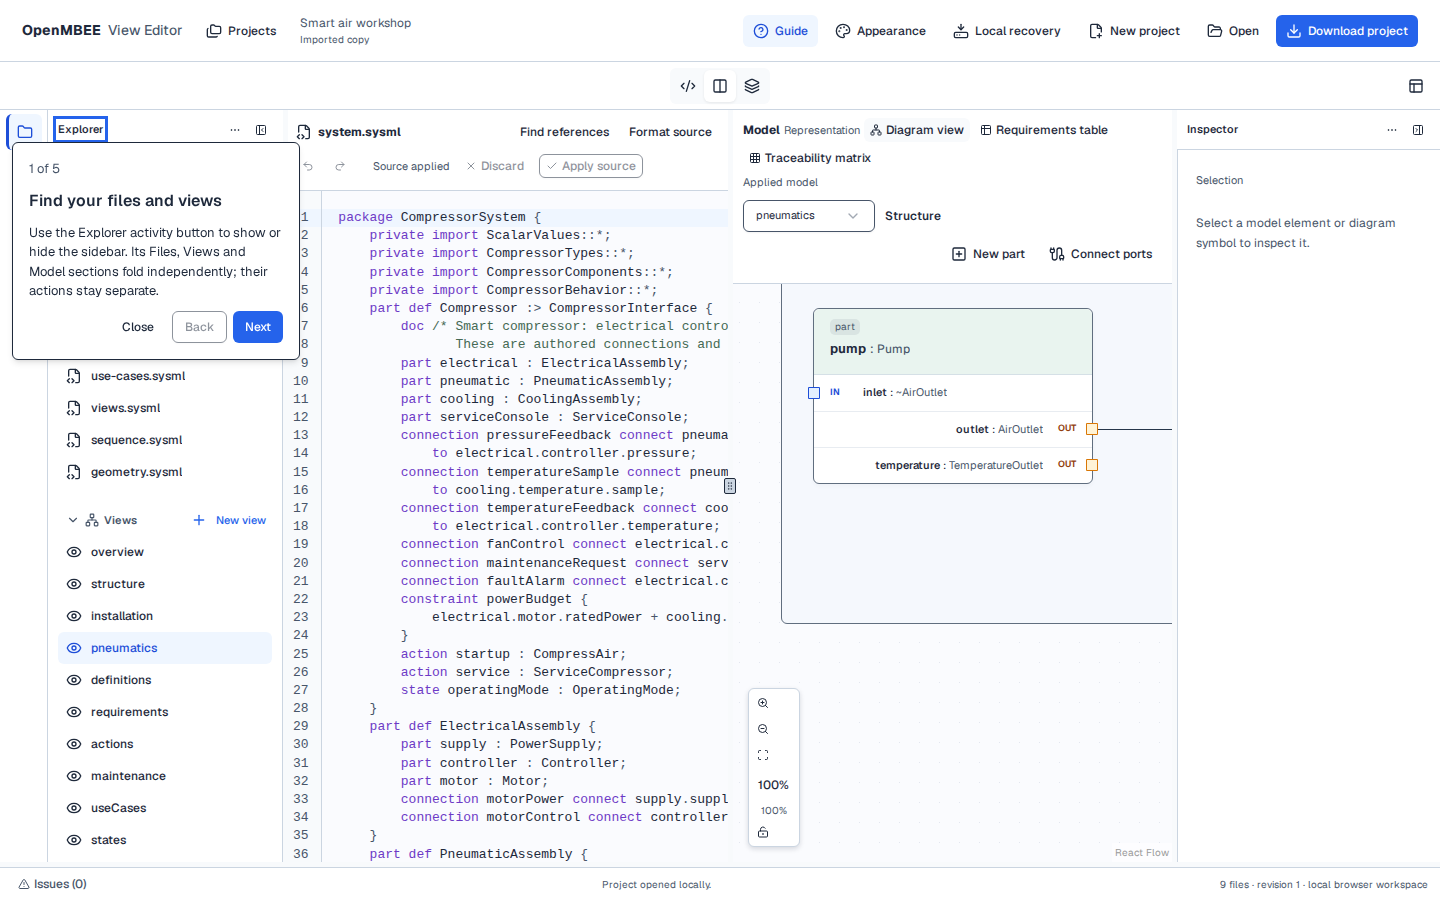 OpenMBEE View Editor
Projects
Smart air workshop
Imported copy
Guide
Appearance
Local recovery
New project
Open
Download project
Explorer
1 of 5
Find your files and views
Use the Explorer activity button to show or
hide the sidebar. Its Files, Views and
Model sections fold independently; their
actions stay separate.
Close
Back
Next
use-cases.sysml
views.sysml
sequence.sysml
geometry.sysml
Views
New view
overview
structure
installation
pneumatics
definitions
requirements
actions
maintenance
useCases
states
system.sysml
Find references
Format source
Source applied
Discard
Apply source
1 package CompressorSystem {
2 private import ScalarValues::*;
3 private import CompressorTypes::*;
4 private import CompressorComponents::*;
5 private import CompressorBehavior::*;
6 part def Compressor :> CompressorInterface {
7 doc /* Smart compressor: electrical contro
8 These are authored connections and
9 part electrical : ElectricalAssembly;
10 part pneumatic : PneumaticAssembly;
11 part cooling : CoolingAssembly;
12 part serviceConsole : ServiceConsole;
13 connection pressureFeedback connect pneuma
14 to electrical.controller.pressure;
15 connection temperatureSample connect pneum
16 to cooling.temperature.sample;
17 connection temperatureFeedback connect coo
18 to electrical.controller.temperature;
19 connection fanControl connect electrical.c
20 connection maintenanceRequest connect serv
21 connection faultAlarm connect electrical.c
22 constraint powerBudget {
23 electrical.motor.ratedPower + cooling.
24 }
25 action startup : CompressAir;
26 action service : ServiceCompressor;
27 state operatingMode : OperatingMode;
28 }
29 part def ElectricalAssembly {
30 part supply : PowerSupply;
31 part controller : Controller;
32 part motor : Motor;
33 connection motorPower connect supply.suppl
34 connection motorControl connect controller
35 }
36 part def PneumaticAssembly {
Model Representation
Diagram view
Requirements table
Traceability matrix
Applied model
pneumatics
Structure
New part
Connect ports
part
pump : Pump
IN inlet : ~AirOutlet
outlet : AirOutlet OUT
temperature : TemperatureOutlet OUT
100%
100%
React Flow
Inspector
Selection
Select a model element or diagram
symbol to inspect it.
Issues (0)
Project opened locally.
9 files · revision 1 · local browser workspace